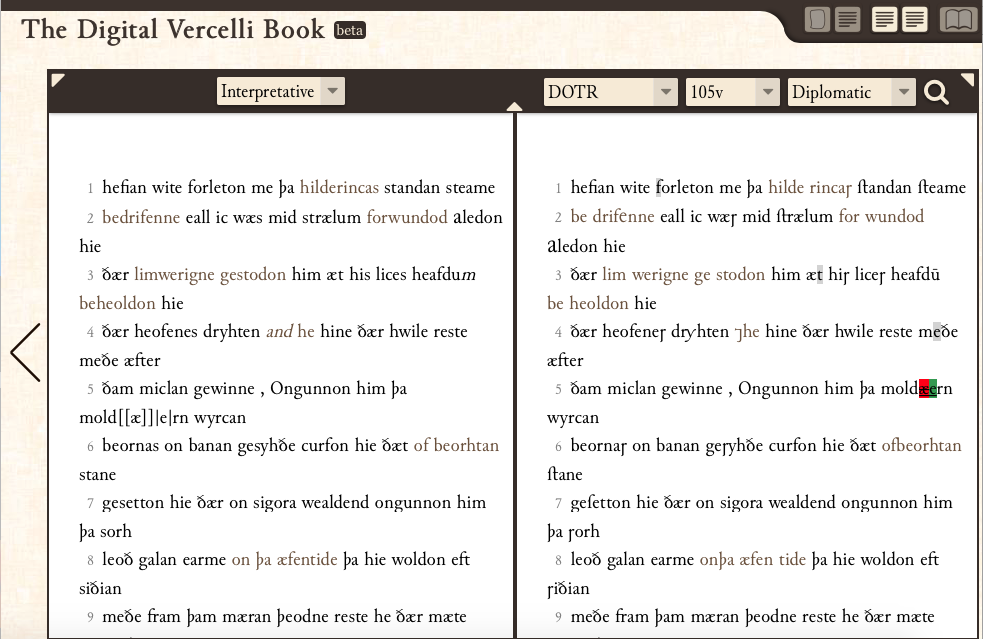 The Digital Vercelli Book beta
Interpretative
DOTR 105v Diplomatic
1 hefian wite forleton me þa hilderincas standan steame
2 bedrifenne eall ic wæs mid strælum forwundod aledon
hie
3 ðær limwerigne gestodon him æt his lices heafdum
beheoldon hie
4 ðær heofenes dryhten and he hine ðær hwile reste
meðe æfter
5 ðam miclan gewinne , Ongunnon him þa
mold[[æ]]|e|rn wyrcan
6 beornas on banan gesyhðe curfon hie ðæt of beorhtan
stane
7 gesetton hie ðær on sigora wealdend ongunnon him
þa sorh
8 leoð galan earme on þa æfentide þa hie woldon eft
siðian
9 meðe fram þam mæran þeodne reste he ðær mæte
1 hefian wite forleton me þa hilde rincaꞅ ſtandan ſteame
2 be drifenne eall ic wæꞅ mid ſtrælum for wundod
aledon hie
3 ðær lim werigne ge stodon him æt hiꞅ liceꞅ heafdū
be heoldon hie
4 ðær heofeneꞅ dryhten ⁊he hine ðær hwile reste meðe
æfter
5 ðam miclan gewinne , Ongunnon him þa moldæern
wyrcan
6 beornaꞅ on banan geꞅyhðe curfon hie ðæt ofbeorhtan
ſtane
7 geſetton hie ðær on sigora wealdend ongunnon him
þa ꞅorh
8 leoð galan earme onþa æfen tide þa hie woldon eft
ꞅiðian
9 meðe fram þam mæran þeodne reste he ðær mæte